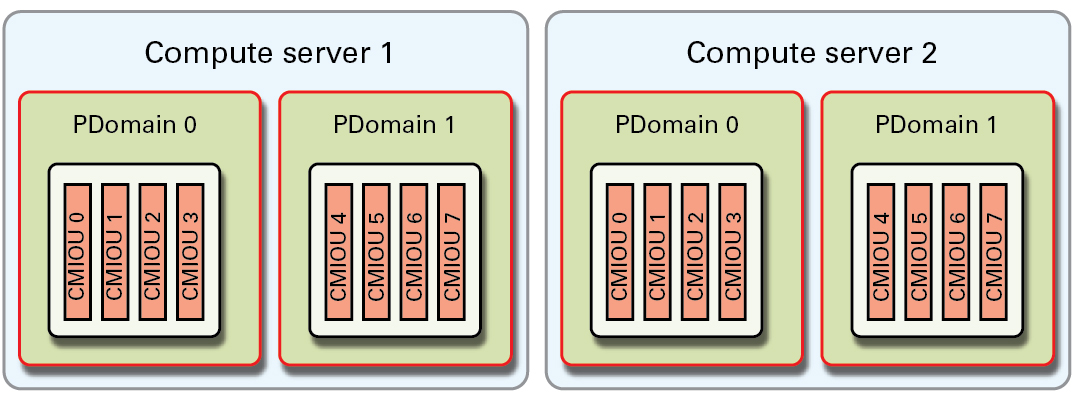 Compute server 1
PDomain 0
CMIOU 0
CMIOU 1
CMIOU 2
CMIOU 3
PDomain 1
CMIOU 4
CMIOU 5
CMIOU 6
CMIOU 7
Compute server 2
PDomain 0
CMIOU 0
CMIOU 1
CMIOU 2
CMIOU 3
PDomain 1
CMIOU 4
CMIOU 5
CMIOU 6
CMIOU 7